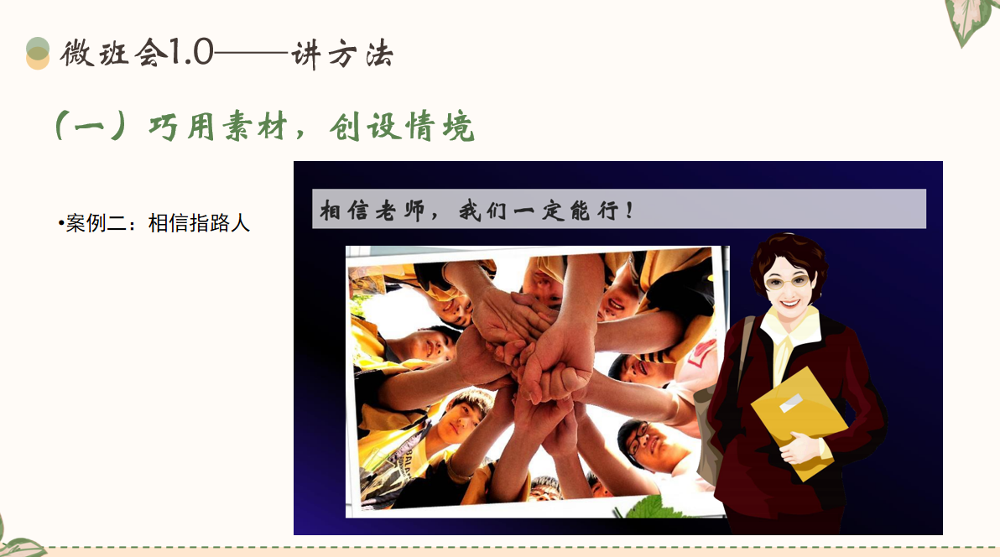 微班会1.0——讲方法
（一）巧用素材，创设情境
•案例二：相信指路人
相信老师，我们一定能行！